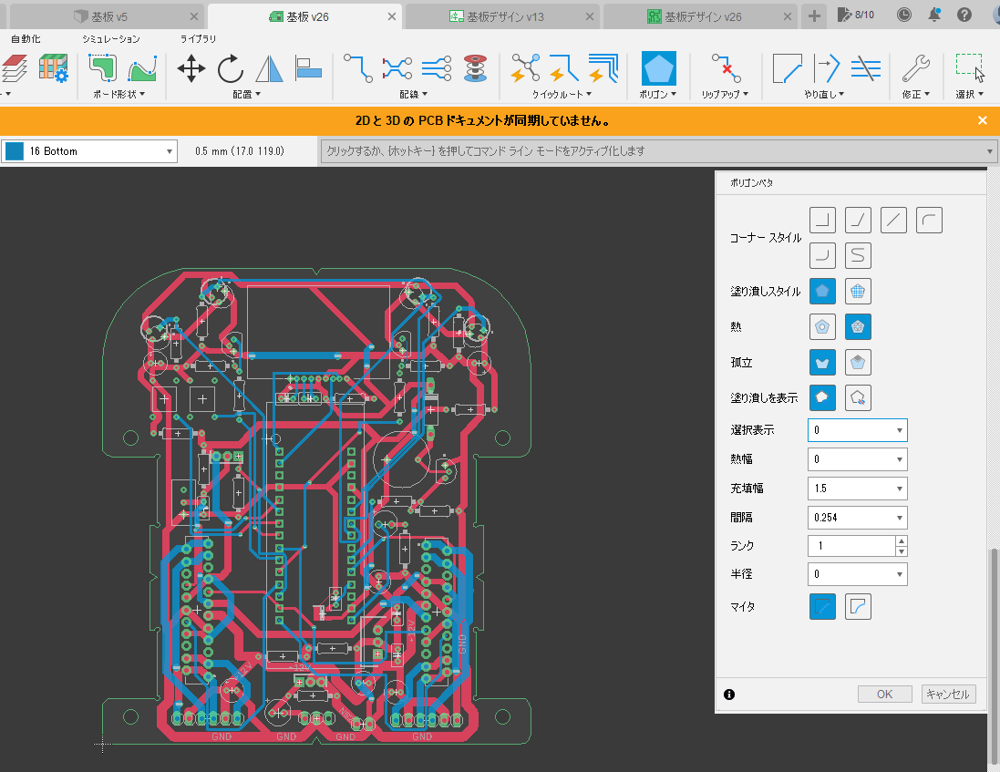 基板 v5
基板 v26
基板デザイン v13
基板デザイン v26
8/10
自動化
シミュレーション
ライブラリ
ボード形状
配置
配線
クイックルート
ポリゴン
リップアップ
やり直し
修正
選択
2D と 3D の PCB ドキュメントが同期していません。
16 Bottom
0.5 mm (17.0 119.0)
クリックするか、{ホットキー} を押してコマンド ライン モードをアクティブ化します
ポリゴンペタ
コーナー スタイル
塗り潰しスタイル
熱
孤立
塗り潰しを表示
選択表示
0
熱幅
0
充填幅
1.5
間隔
0.254
ランク
1
半径
0
マイタ
OK
キャンセル
+12V
GND
GND
GND
GND
GND